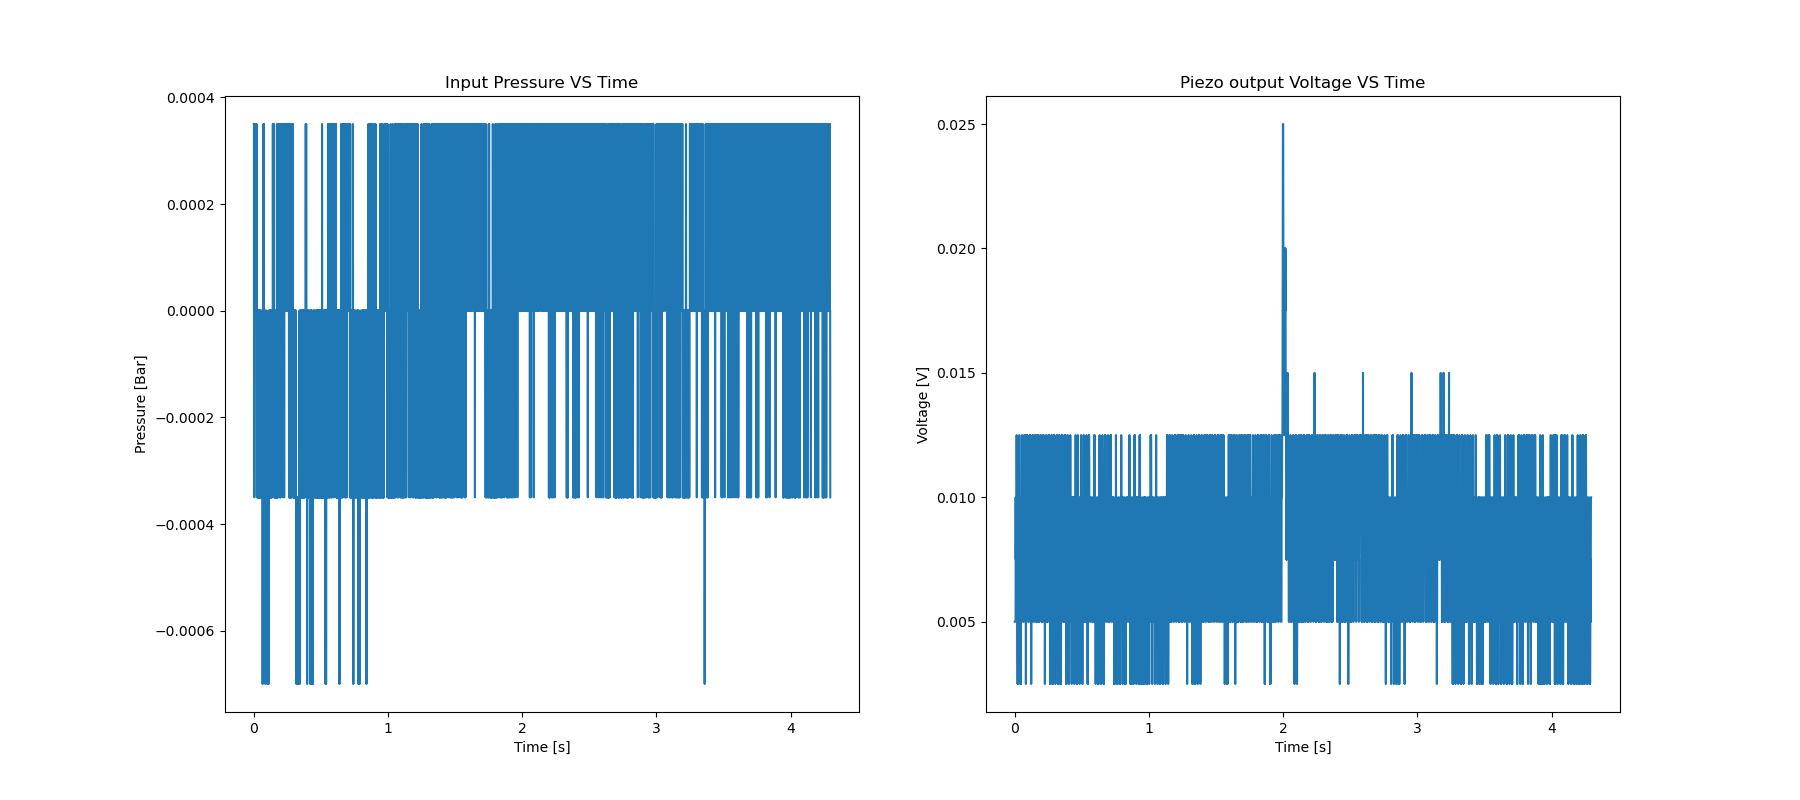 Input Pressure VS Time
0.0004
0.0002
0.0000
−0.0002
−0.0004
−0.0006
Pressure [Bar]
0 1 2 3 4
Time [s]
Piezo output Voltage VS Time
0.025
0.020
0.015
0.010
0.005
Voltage [V]
0 1 2 3 4
Time [s]